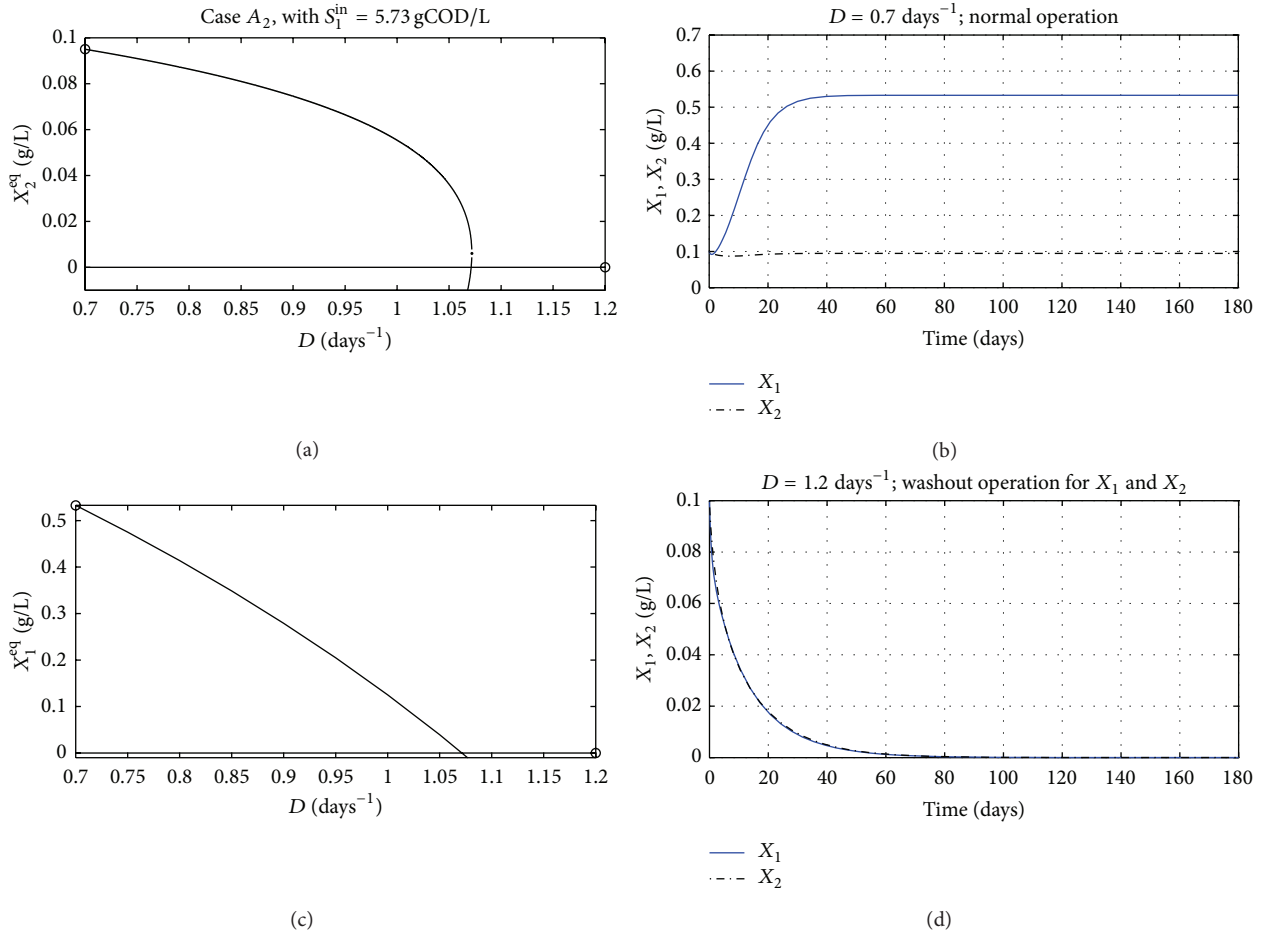 Case A₂, with S₁ⁱⁿ = 5.73 gCOD/L
0.1
0.08
0.06
0.04
0.02
0
X₂ᵉq (g/L)
0.7 0.75 0.8 0.85 0.9 0.95 1 1.05 1.1 1.15 1.2
D (days⁻¹)
(a)
D = 0.7 days⁻¹; normal operation
0.7
0.6
0.5
0.4
0.3
0.2
0.1
0
X₁, X₂ (g/L)
0 20 40 60 80 100 120 140 160 180
Time (days)
X₁
X₂
(b)
0.5
0.4
0.3
0.2
0.1
0
X₁ᵉq (g/L)
0.7 0.75 0.8 0.85 0.9 0.95 1 1.05 1.1 1.15 1.2
D (days⁻¹)
(c)
D = 1.2 days⁻¹; washout operation for X₁ and X₂
0.1
0.08
0.06
0.04
0.02
0
X₁, X₂ (g/L)
0 20 40 60 80 100 120 140 160 180
Time (days)
X₁
X₂
(d)